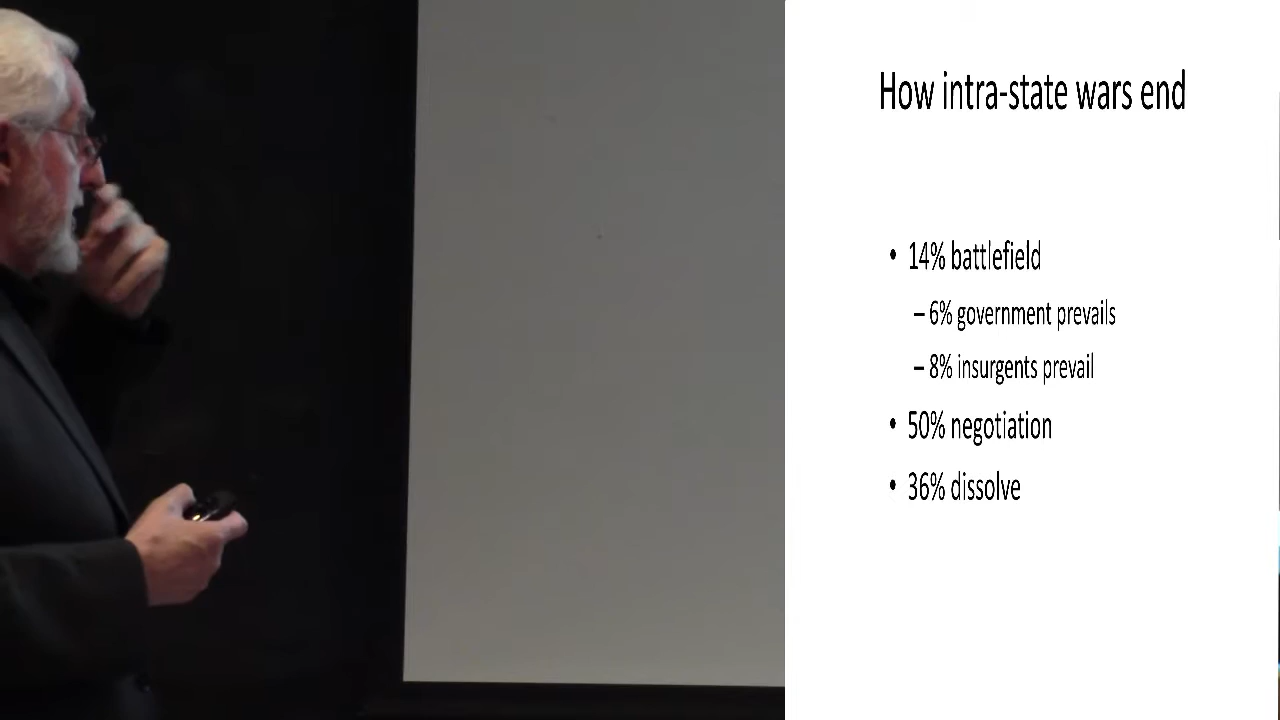 How intra-state wars end
• 14% battlefield
– 6% government prevails
– 8% insurgents prevail
• 50% negotiation
• 36% dissolve